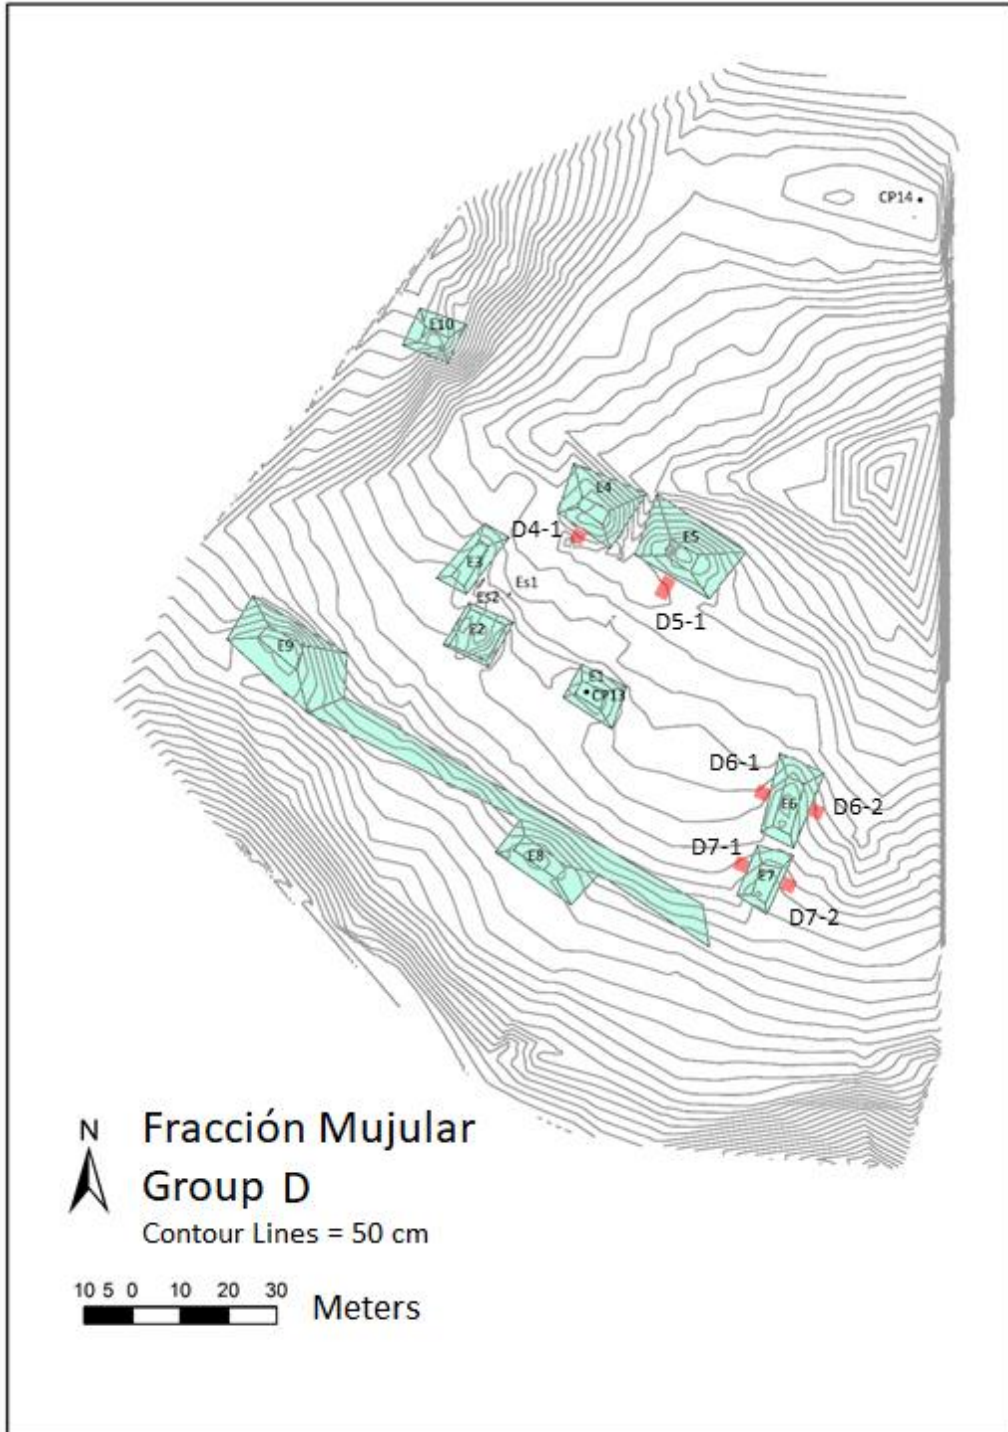 CP14
E10
E4
D4-1
E5
E3
Es1
Es2
D5-1
E2
E9
E1
CP13
D6-1
E6
D6-2
D7-1
E8
E7
D7-2
N
Fracción Mujular
Group D
Contour Lines = 50 cm
10 5 0 10 20 30
Meters